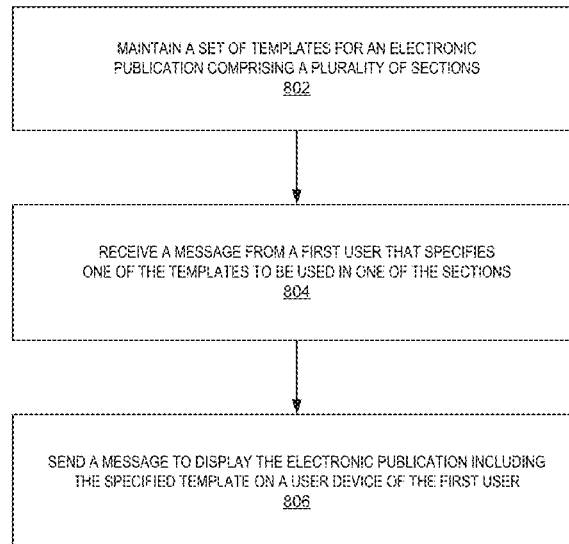 MAINTAIN A SET OF TEMPLATES FOR AN ELECTRONIC
PUBLICATION COMPRISING A PLURALITY OF SECTIONS
802
RECEIVE A MESSAGE FROM A FIRST USER THAT SPECIFIES
ONE OF THE TEMPLATES TO BE USED IN ONE OF THE SECTIONS
804
SEND A MESSAGE TO DISPLAY THE ELECTRONIC PUBLICATION INCLUDING
THE SPECIFIED TEMPLATE ON A USER DEVICE OF THE FIRST USER
806